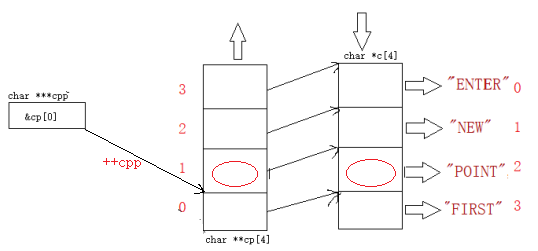 char ***cpp
&cp[0]
++cpp
3
2
1
0
char **cp[4]
char *c[4]
"ENTER" 0
"NEW" 1
"POINT" 2
"FIRST" 3